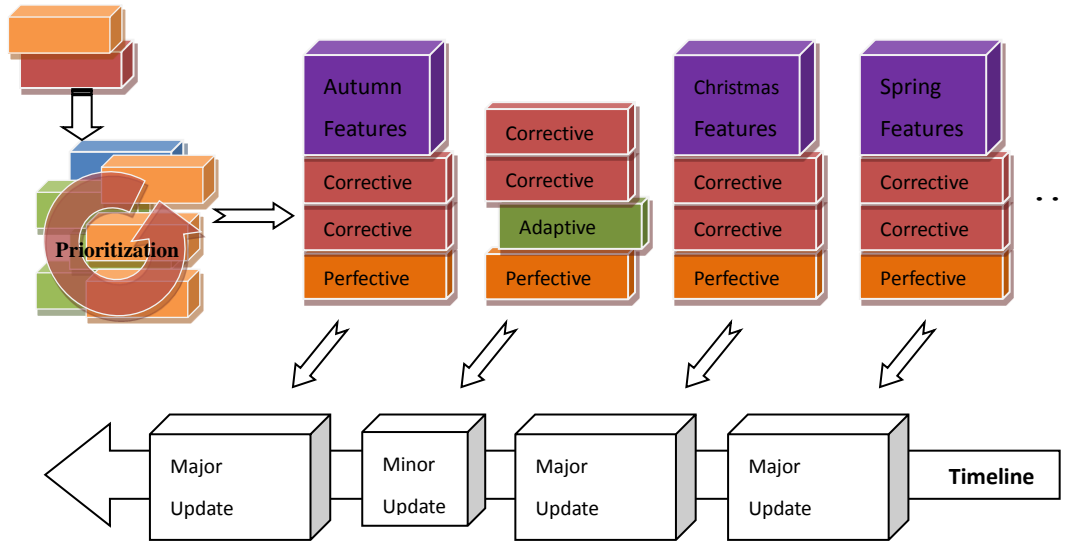 Autumn
Features
Corrective
Corrective
Perfective
Corrective
Corrective
Adaptive
Perfective
Christmas
Features
Corrective
Corrective
Perfective
Spring
Features
Corrective
Corrective
Perfective
. .
Prioritization
Major
Update
Minor
Update
Major
Update
Major
Update
Timeline